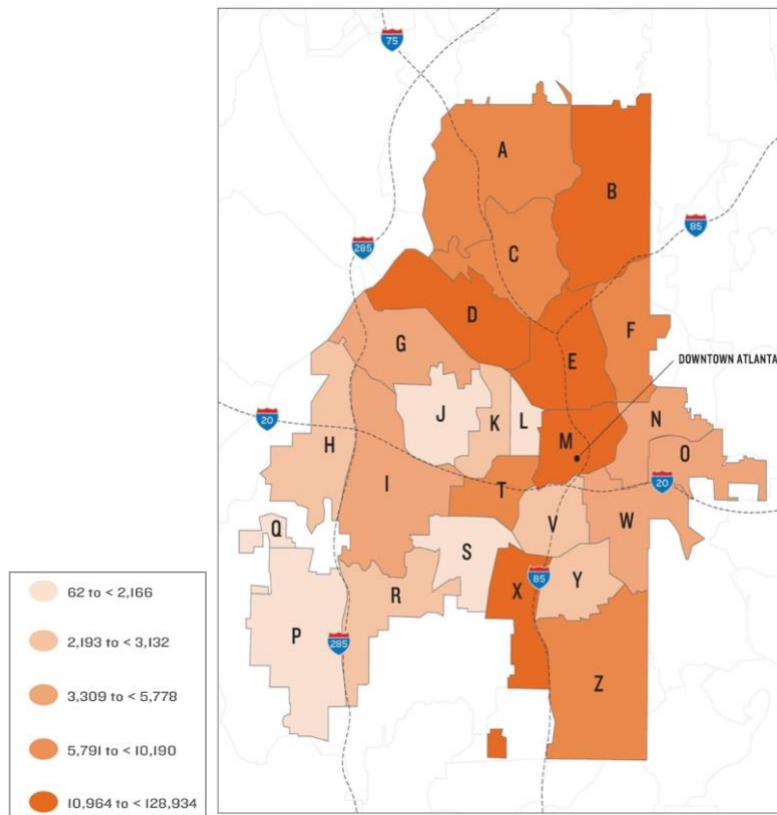 75
A
B
85
285
C
D
F
G
E
DOWNTOWN ATLANTA
J
K
L
N
20
H
M
O
I
T
20
Q
V
W
S
85
Y
R
X
P
285
Z
62 to < 2,166
2,193 to < 3,132
3,309 to < 5,778
5,791 to < 10,190
10,964 to < 128,934